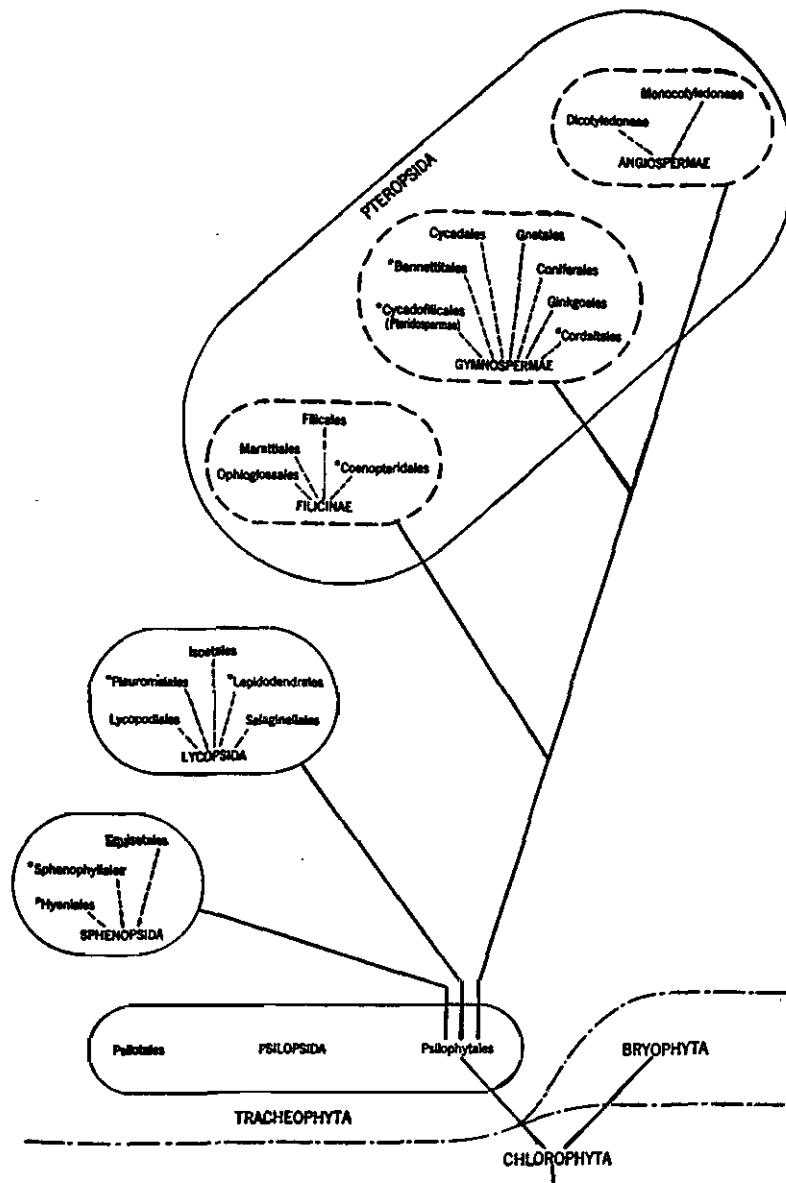 Monocotyledoneae
Dicotyledoneae
ANGIOSPERMAE
PTEROPSIDA
Cycadales Gnetales
*Bennettitales Coniferales
*Cycadofilicales Ginkgoales
(Pteridospermae) *Cordaitales
GYMNOSPERMAE
Filicales
Marattiales
Ophioglossales *Coenopteridales
FILICINAE
Isoetales
*Pleuromeiales *Lepidodendrales
Lycopodiales Selaginellales
LYCOPSIDA
Equisetales
*Sphenophyllales
*Hyeniales
SPHENOPSIDA
Psilotales PSILOPSIDA Psilophytales
BRYOPHYTA
TRACHEOPHYTA
CHLOROPHYTA